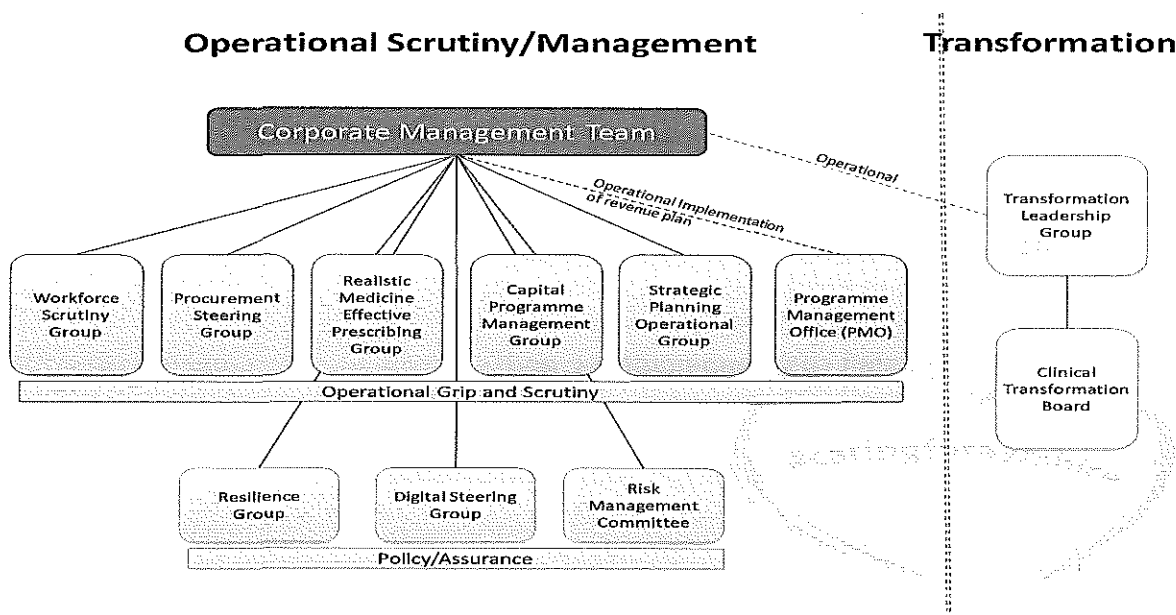 Operational Scrutiny/Management
Transformation
Corporate Management Team
Operational
Operational Implementation
of revenue plan
Transformation
Leadership
Group
Workforce
Scrutiny
Group
Procurement
Steering
Group
Realistic
Medicine
Effective
Prescribing
Group
Capital
Programme
Management
Group
Strategic
Planning
Operational
Group
Programme
Management
Office (PMO)
Operational Grip and Scrutiny
Clinical
Transformation
Board
Resilience
Group
Digital Steering
Group
Risk
Management
Committee
Policy/Assurance